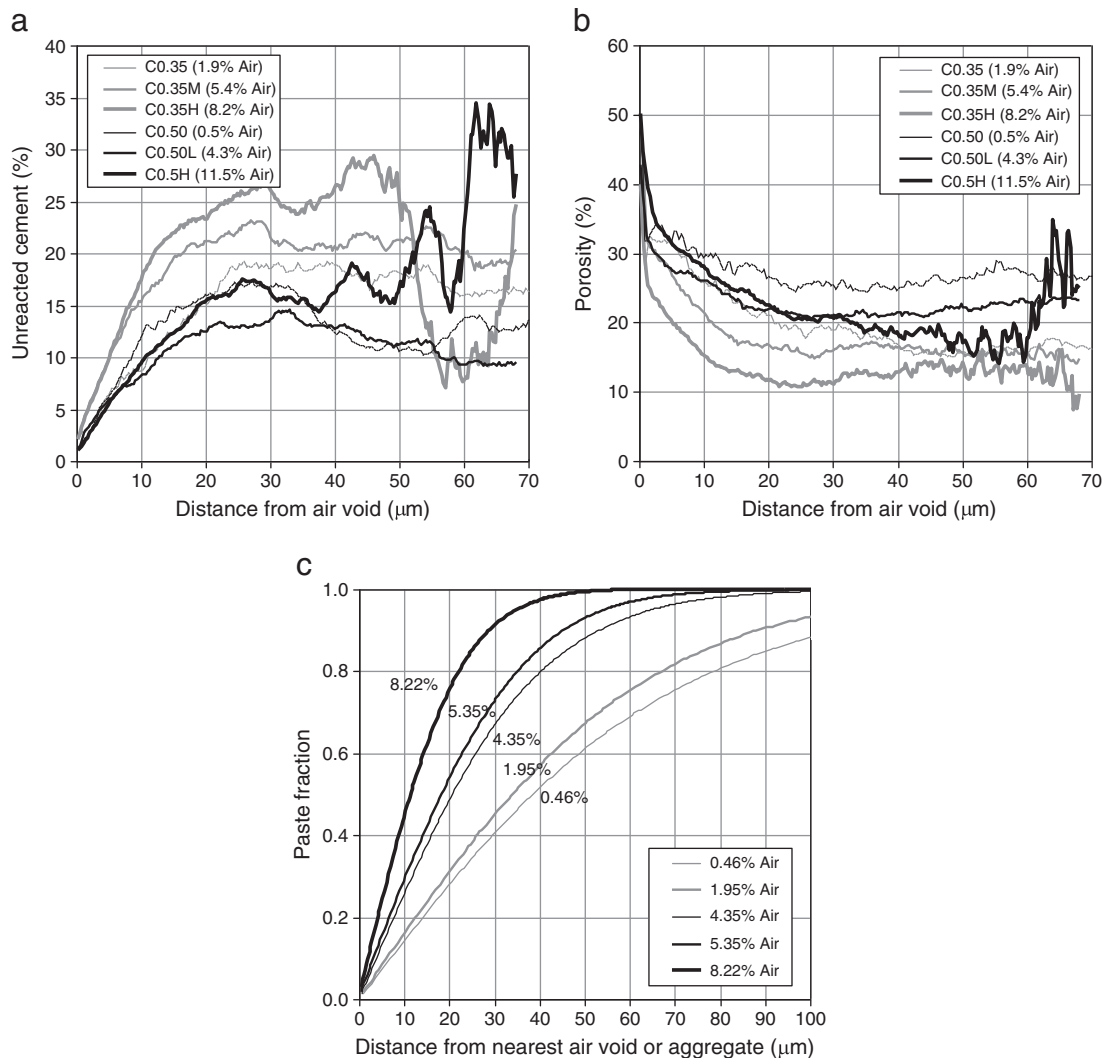 a
40
35
30
25
20
15
10
5
0
Unreacted cement (%)
C0.35 (1.9% Air)
C0.35M (5.4% Air)
C0.35H (8.2% Air)
C0.50 (0.5% Air)
C0.50L (4.3% Air)
C0.5H (11.5% Air)
0 10 20 30 40 50 60 70
Distance from air void (μm)
b
60
50
40
30
20
10
0
Porosity (%)
C0.35 (1.9% Air)
C0.35M (5.4% Air)
C0.35H (8.2% Air)
C0.50 (0.5% Air)
C0.50L (4.3% Air)
C0.5H (11.5% Air)
0 10 20 30 40 50 60 70
Distance from air void (μm)
c
1.0
0.8
0.6
0.4
0.2
0.0
Paste fraction
8.22%
5.35%
4.35%
1.95%
0.46%
0.46% Air
1.95% Air
4.35% Air
5.35% Air
8.22% Air
0 10 20 30 40 50 60 70 80 90 100
Distance from nearest air void or aggregate (μm)